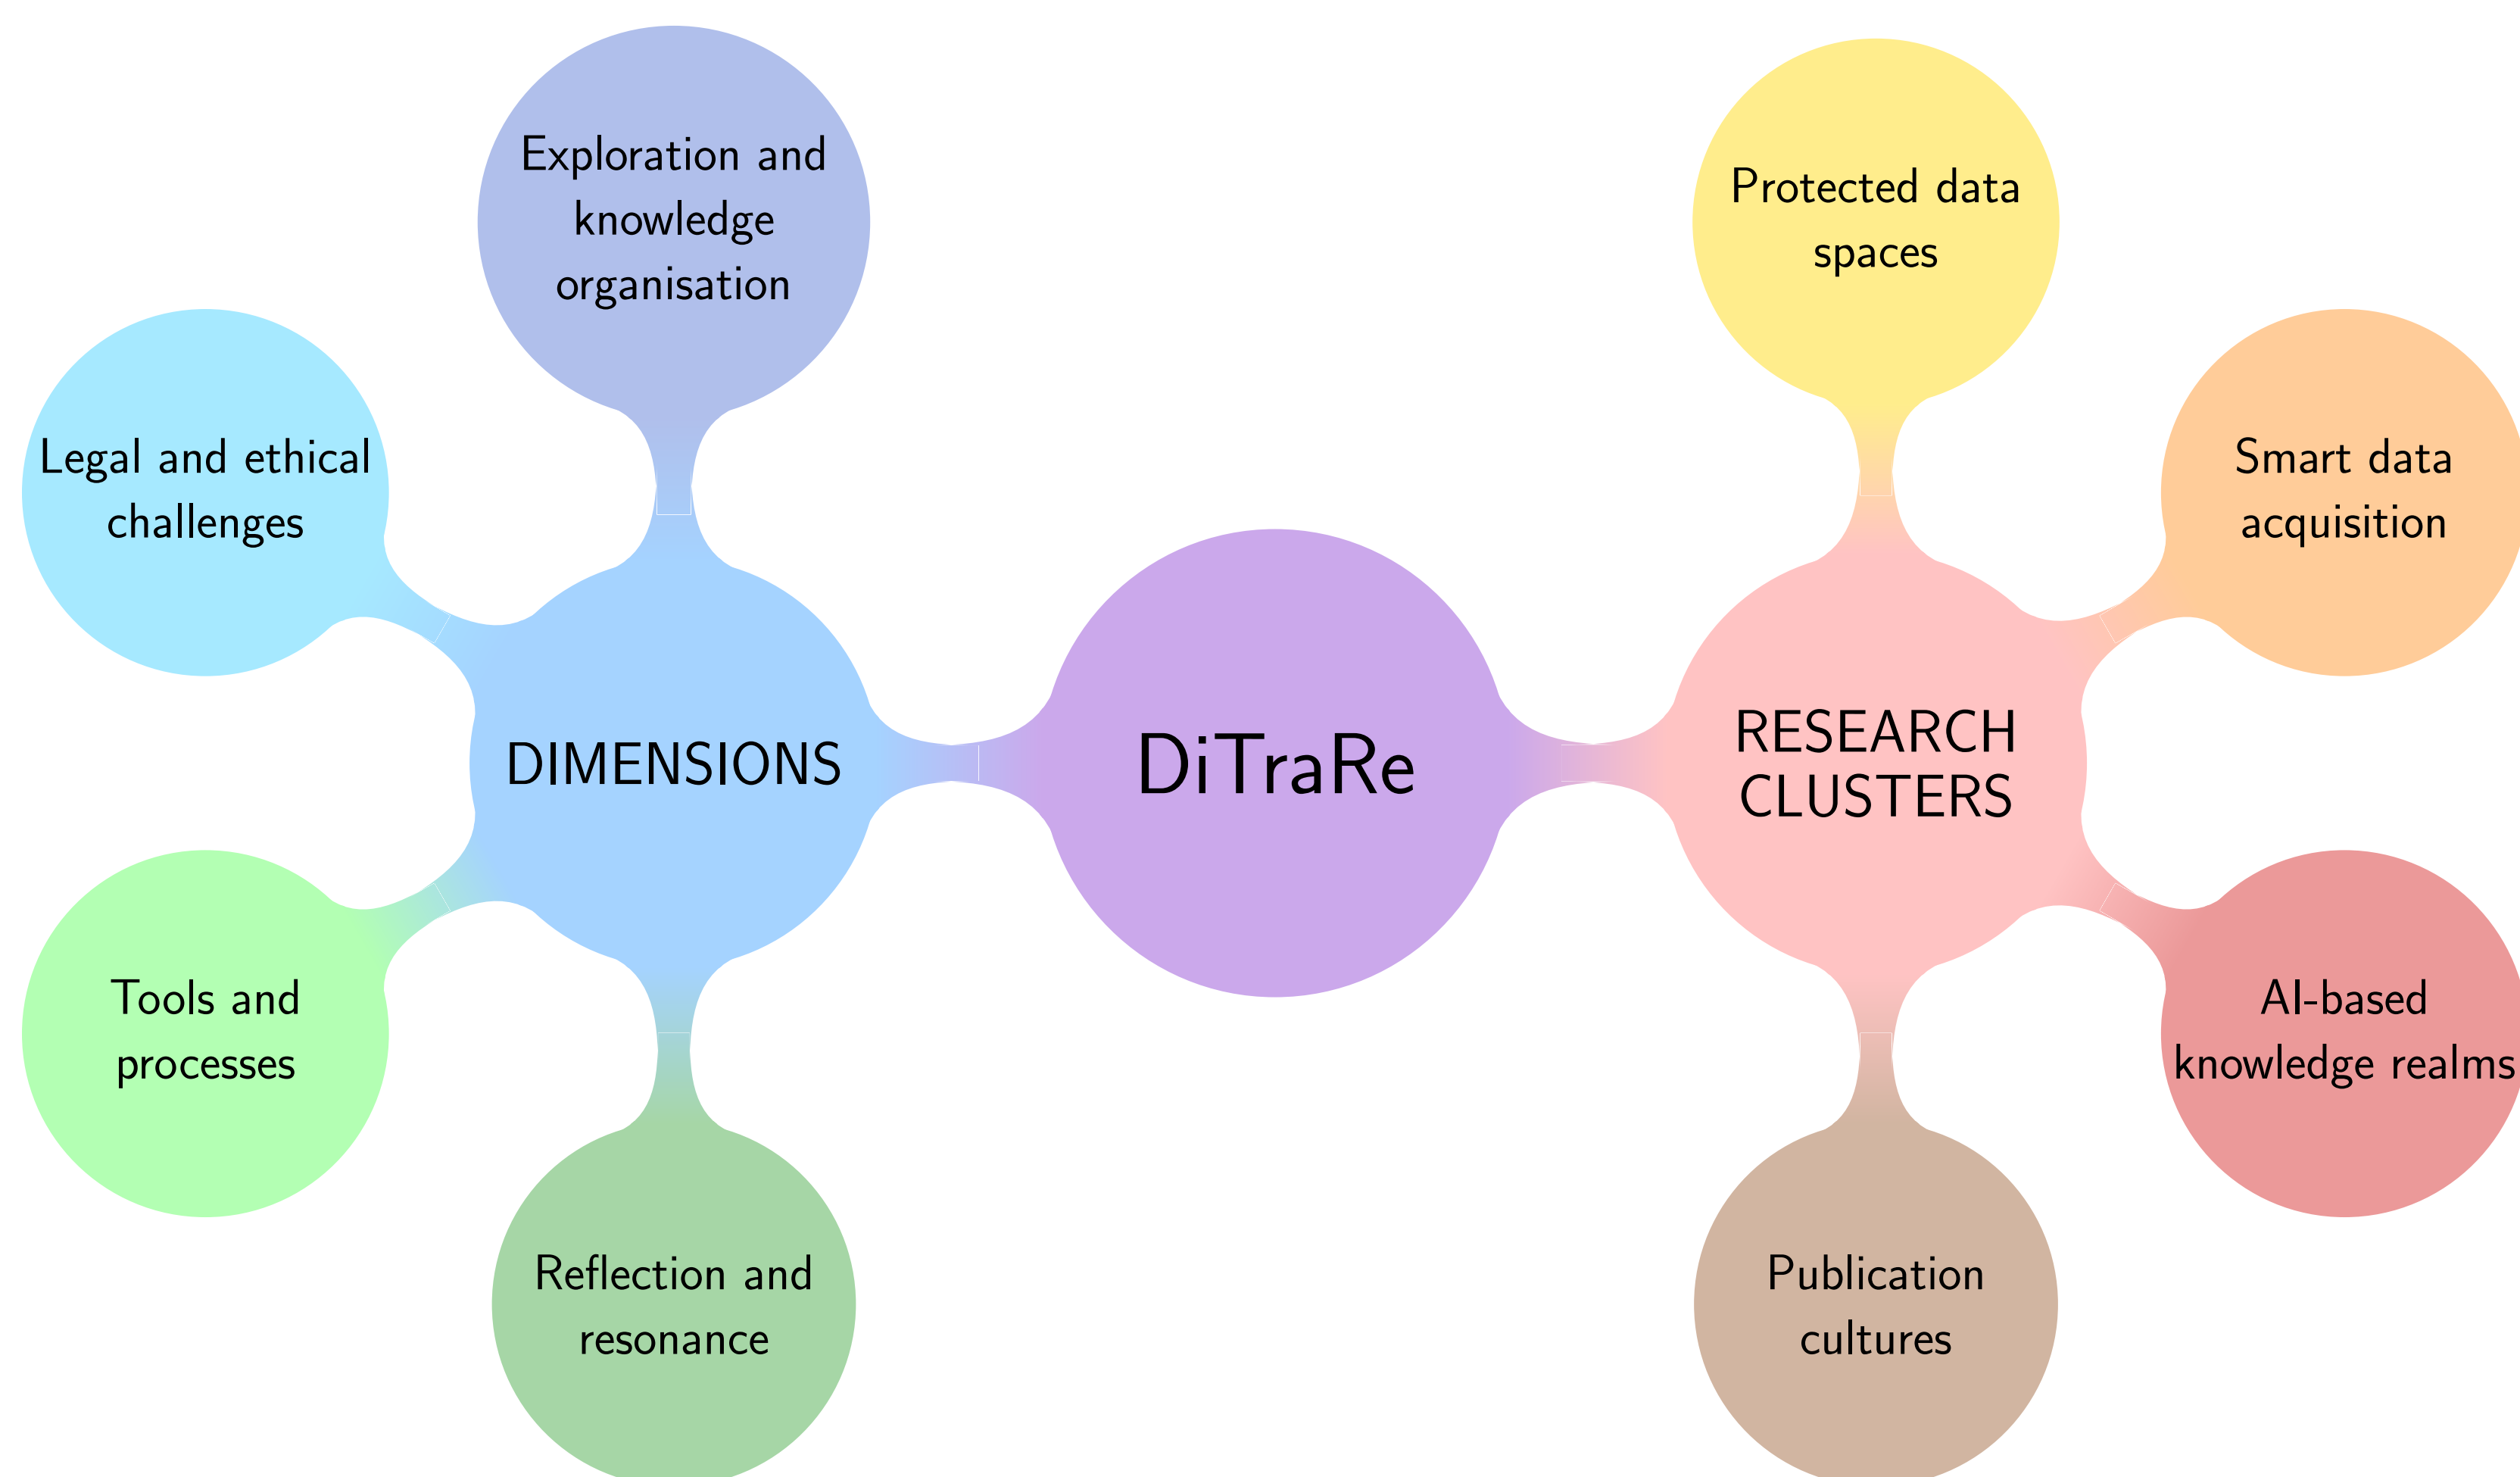 Exploration and
knowledge
organisation
Legal and ethical
challenges
DIMENSIONS
Tools and
processes
Reflection and
resonance
DiTraRe
Protected data
spaces
Smart data
acquisition
RESEARCH
CLUSTERS
AI-based
knowledge realms
Publication
cultures